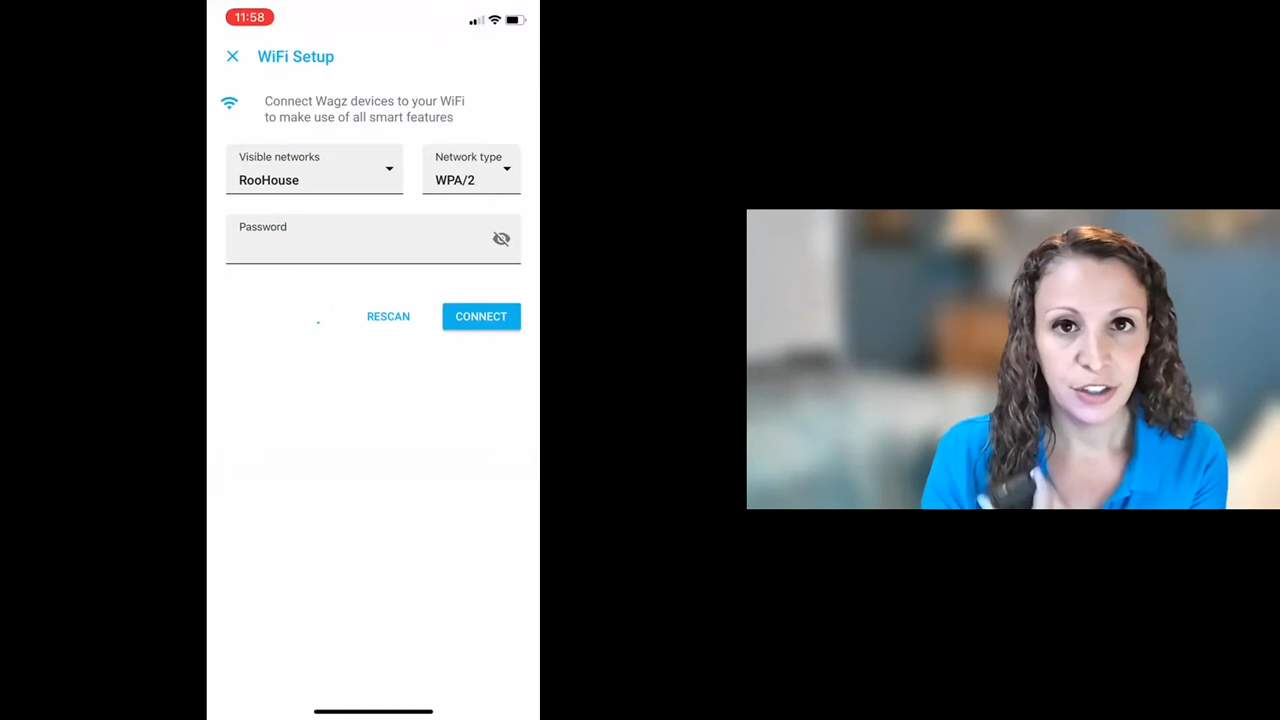 11:58
WiFi Setup
Connect Wagz devices to your WiFi
to make use of all smart features
Visible networks
RooHouse
Network type
WPA/2
Password
RESCAN
CONNECT